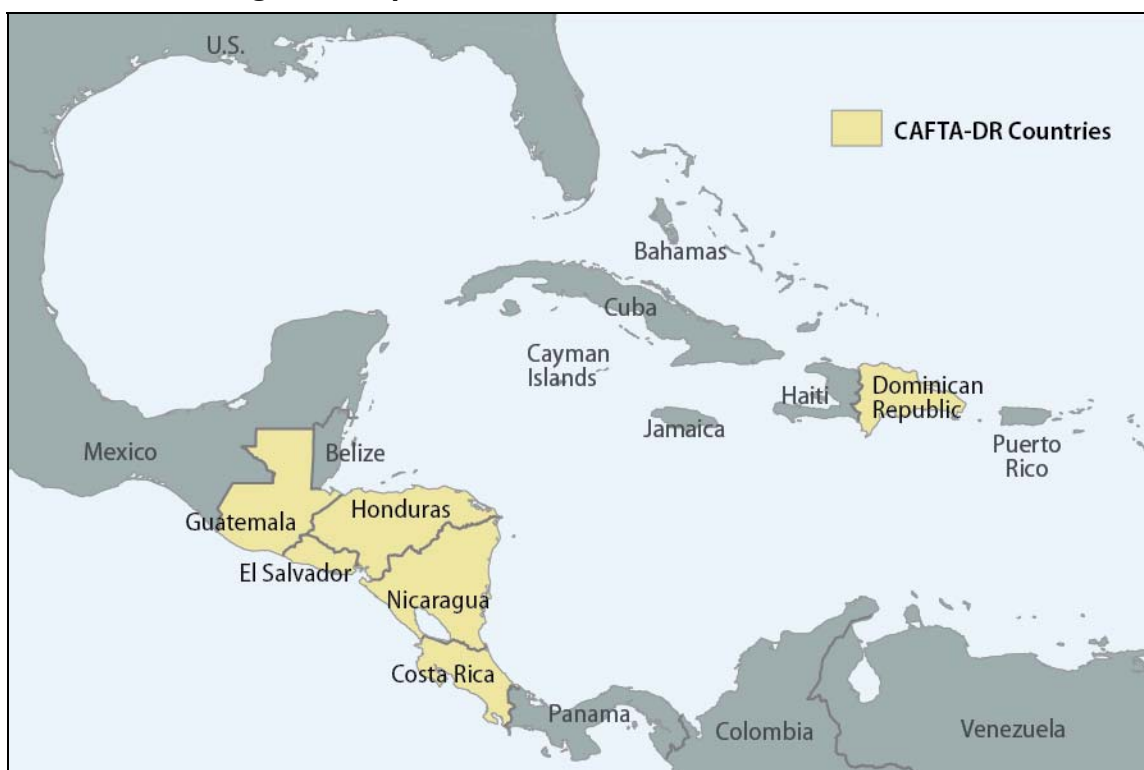 U.S.
CAFTA-DR Countries
Bahamas
Cuba
Cayman
Islands
Haiti
Dominican
Republic
Jamaica
Puerto
Rico
Mexico
Belize
Guatemala
Honduras
El Salvador
Nicaragua
Costa Rica
Panama
Colombia
Venezuela